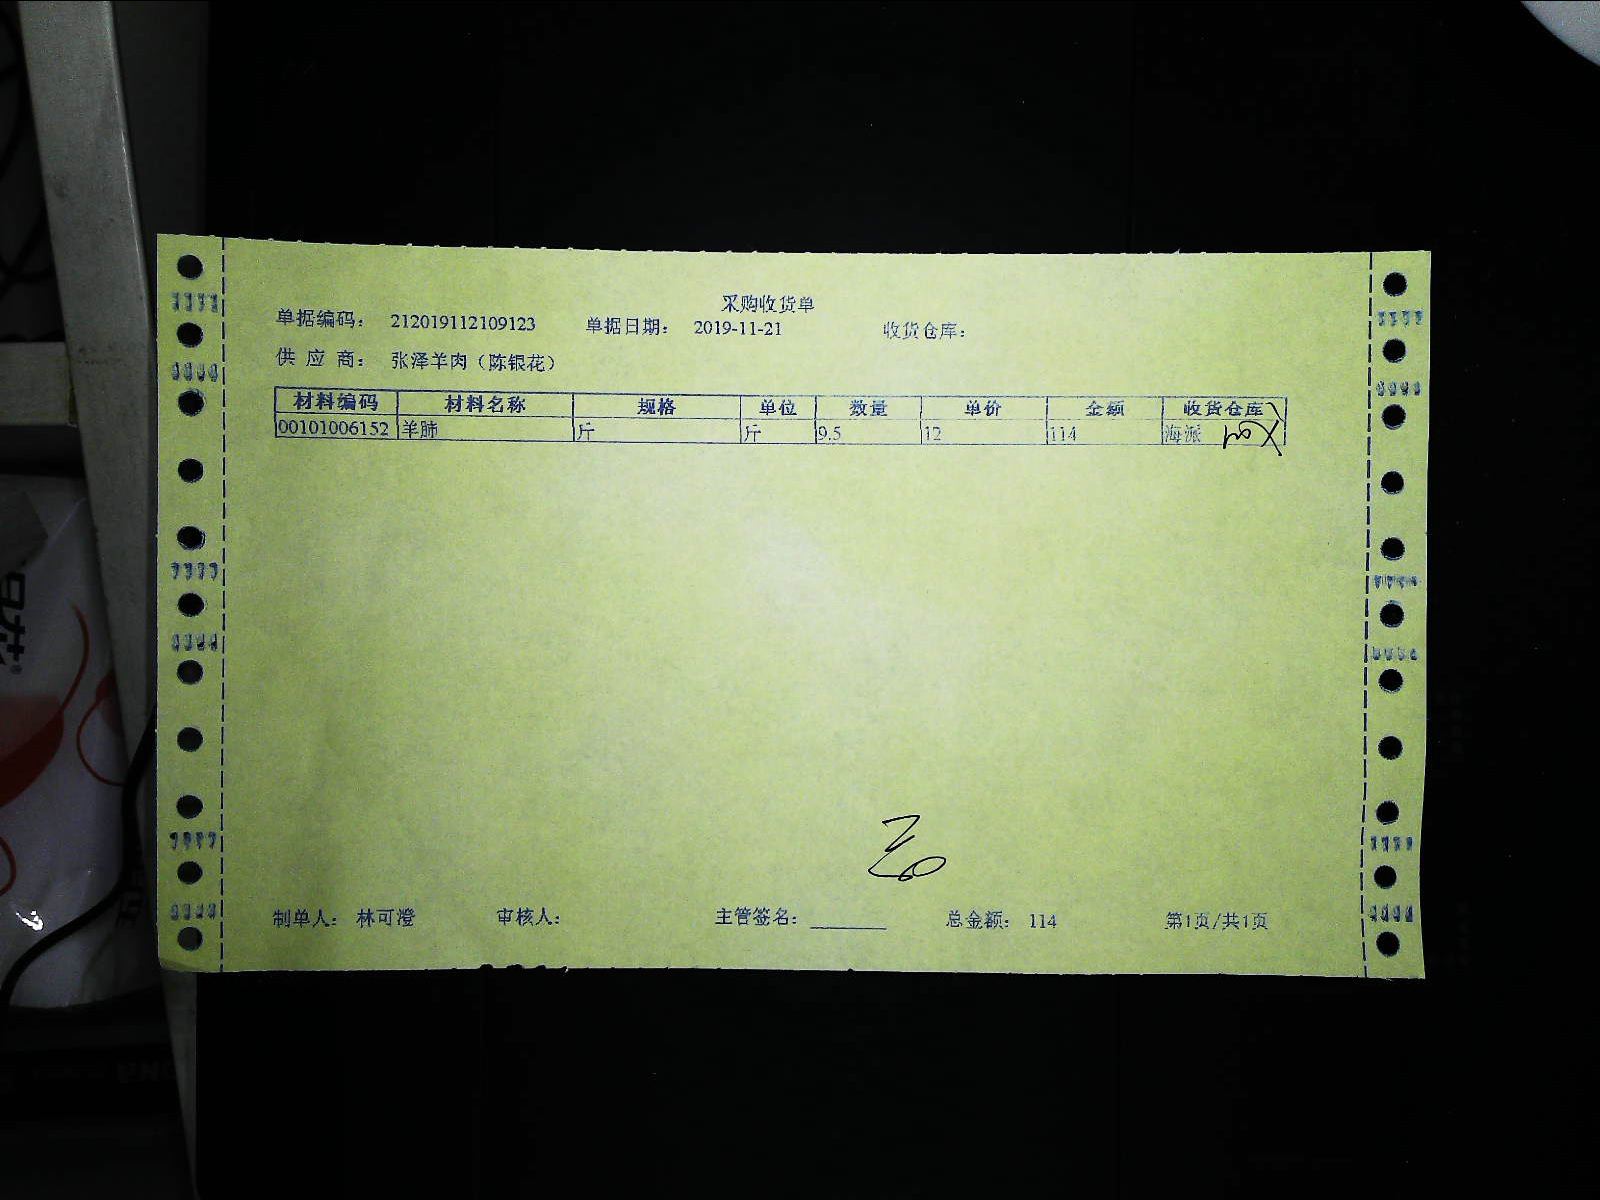 采购收货单
单据编码： 212019112109123 单据日期： 2019-11-21 收货仓库：
供 应 商： 张泽羊肉（陈银花）
材料编码 材料名称 规格 单位 数量 单价 金额 收货仓库
00101006152 羊肺 斤 斤 9.5 12 114 海派
制单人： 林可澄 审核人： 主管签名： 总金额： 114 第1页/共1页